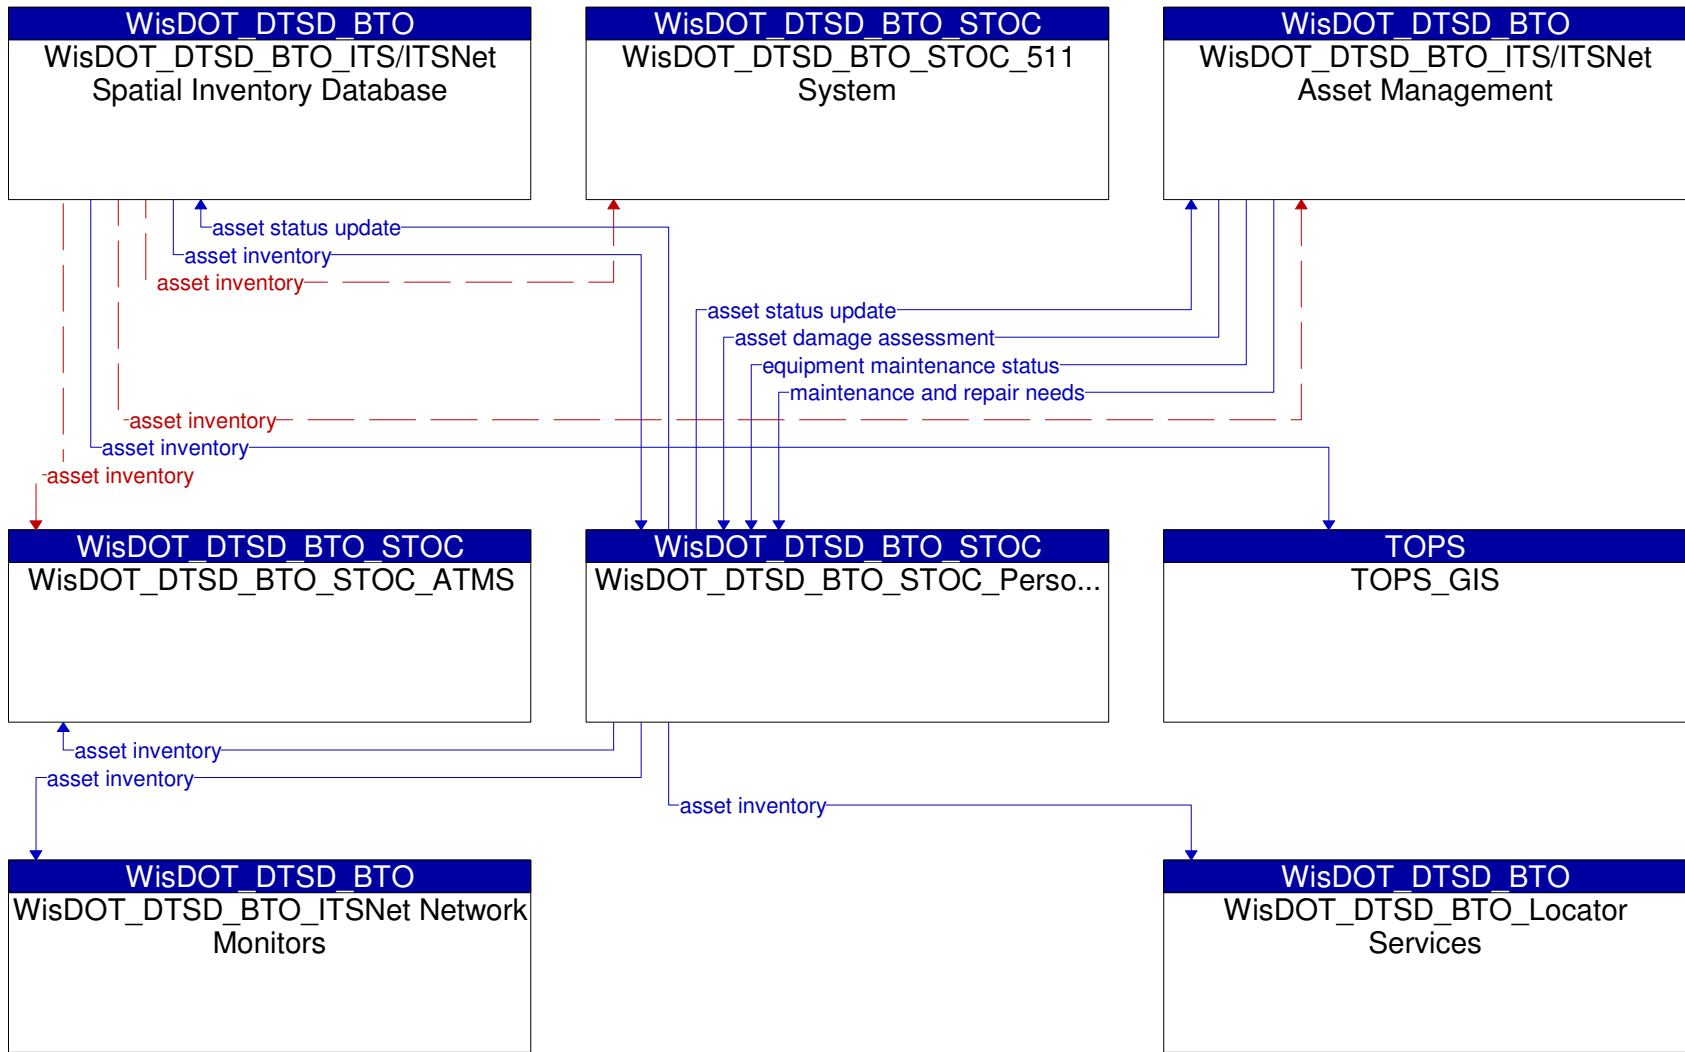 WisDOT_DTSD_BTO
WisDOT_DTSD_BTO_ITS/ITSNet
Spatial Inventory Database
WisDOT_DTSD_BTO_STOC
WisDOT_DTSD_BTO_STOC_511
System
WisDOT_DTSD_BTO
WisDOT_DTSD_BTO_ITS/ITSNet
Asset Management
asset status update
asset inventory
asset inventory
asset status update
asset damage assessment
equipment maintenance status
maintenance and repair needs
asset inventory
asset inventory
asset inventory
WisDOT_DTSD_BTO_STOC
WisDOT_DTSD_BTO_STOC_ATMS
WisDOT_DTSD_BTO_STOC
WisDOT_DTSD_BTO_STOC_Perso...
TOPS
TOPS_GIS
asset inventory
asset inventory
asset inventory
WisDOT_DTSD_BTO
WisDOT_DTSD_BTO_ITSNet Network
Monitors
WisDOT_DTSD_BTO
WisDOT_DTSD_BTO_Locator
Services